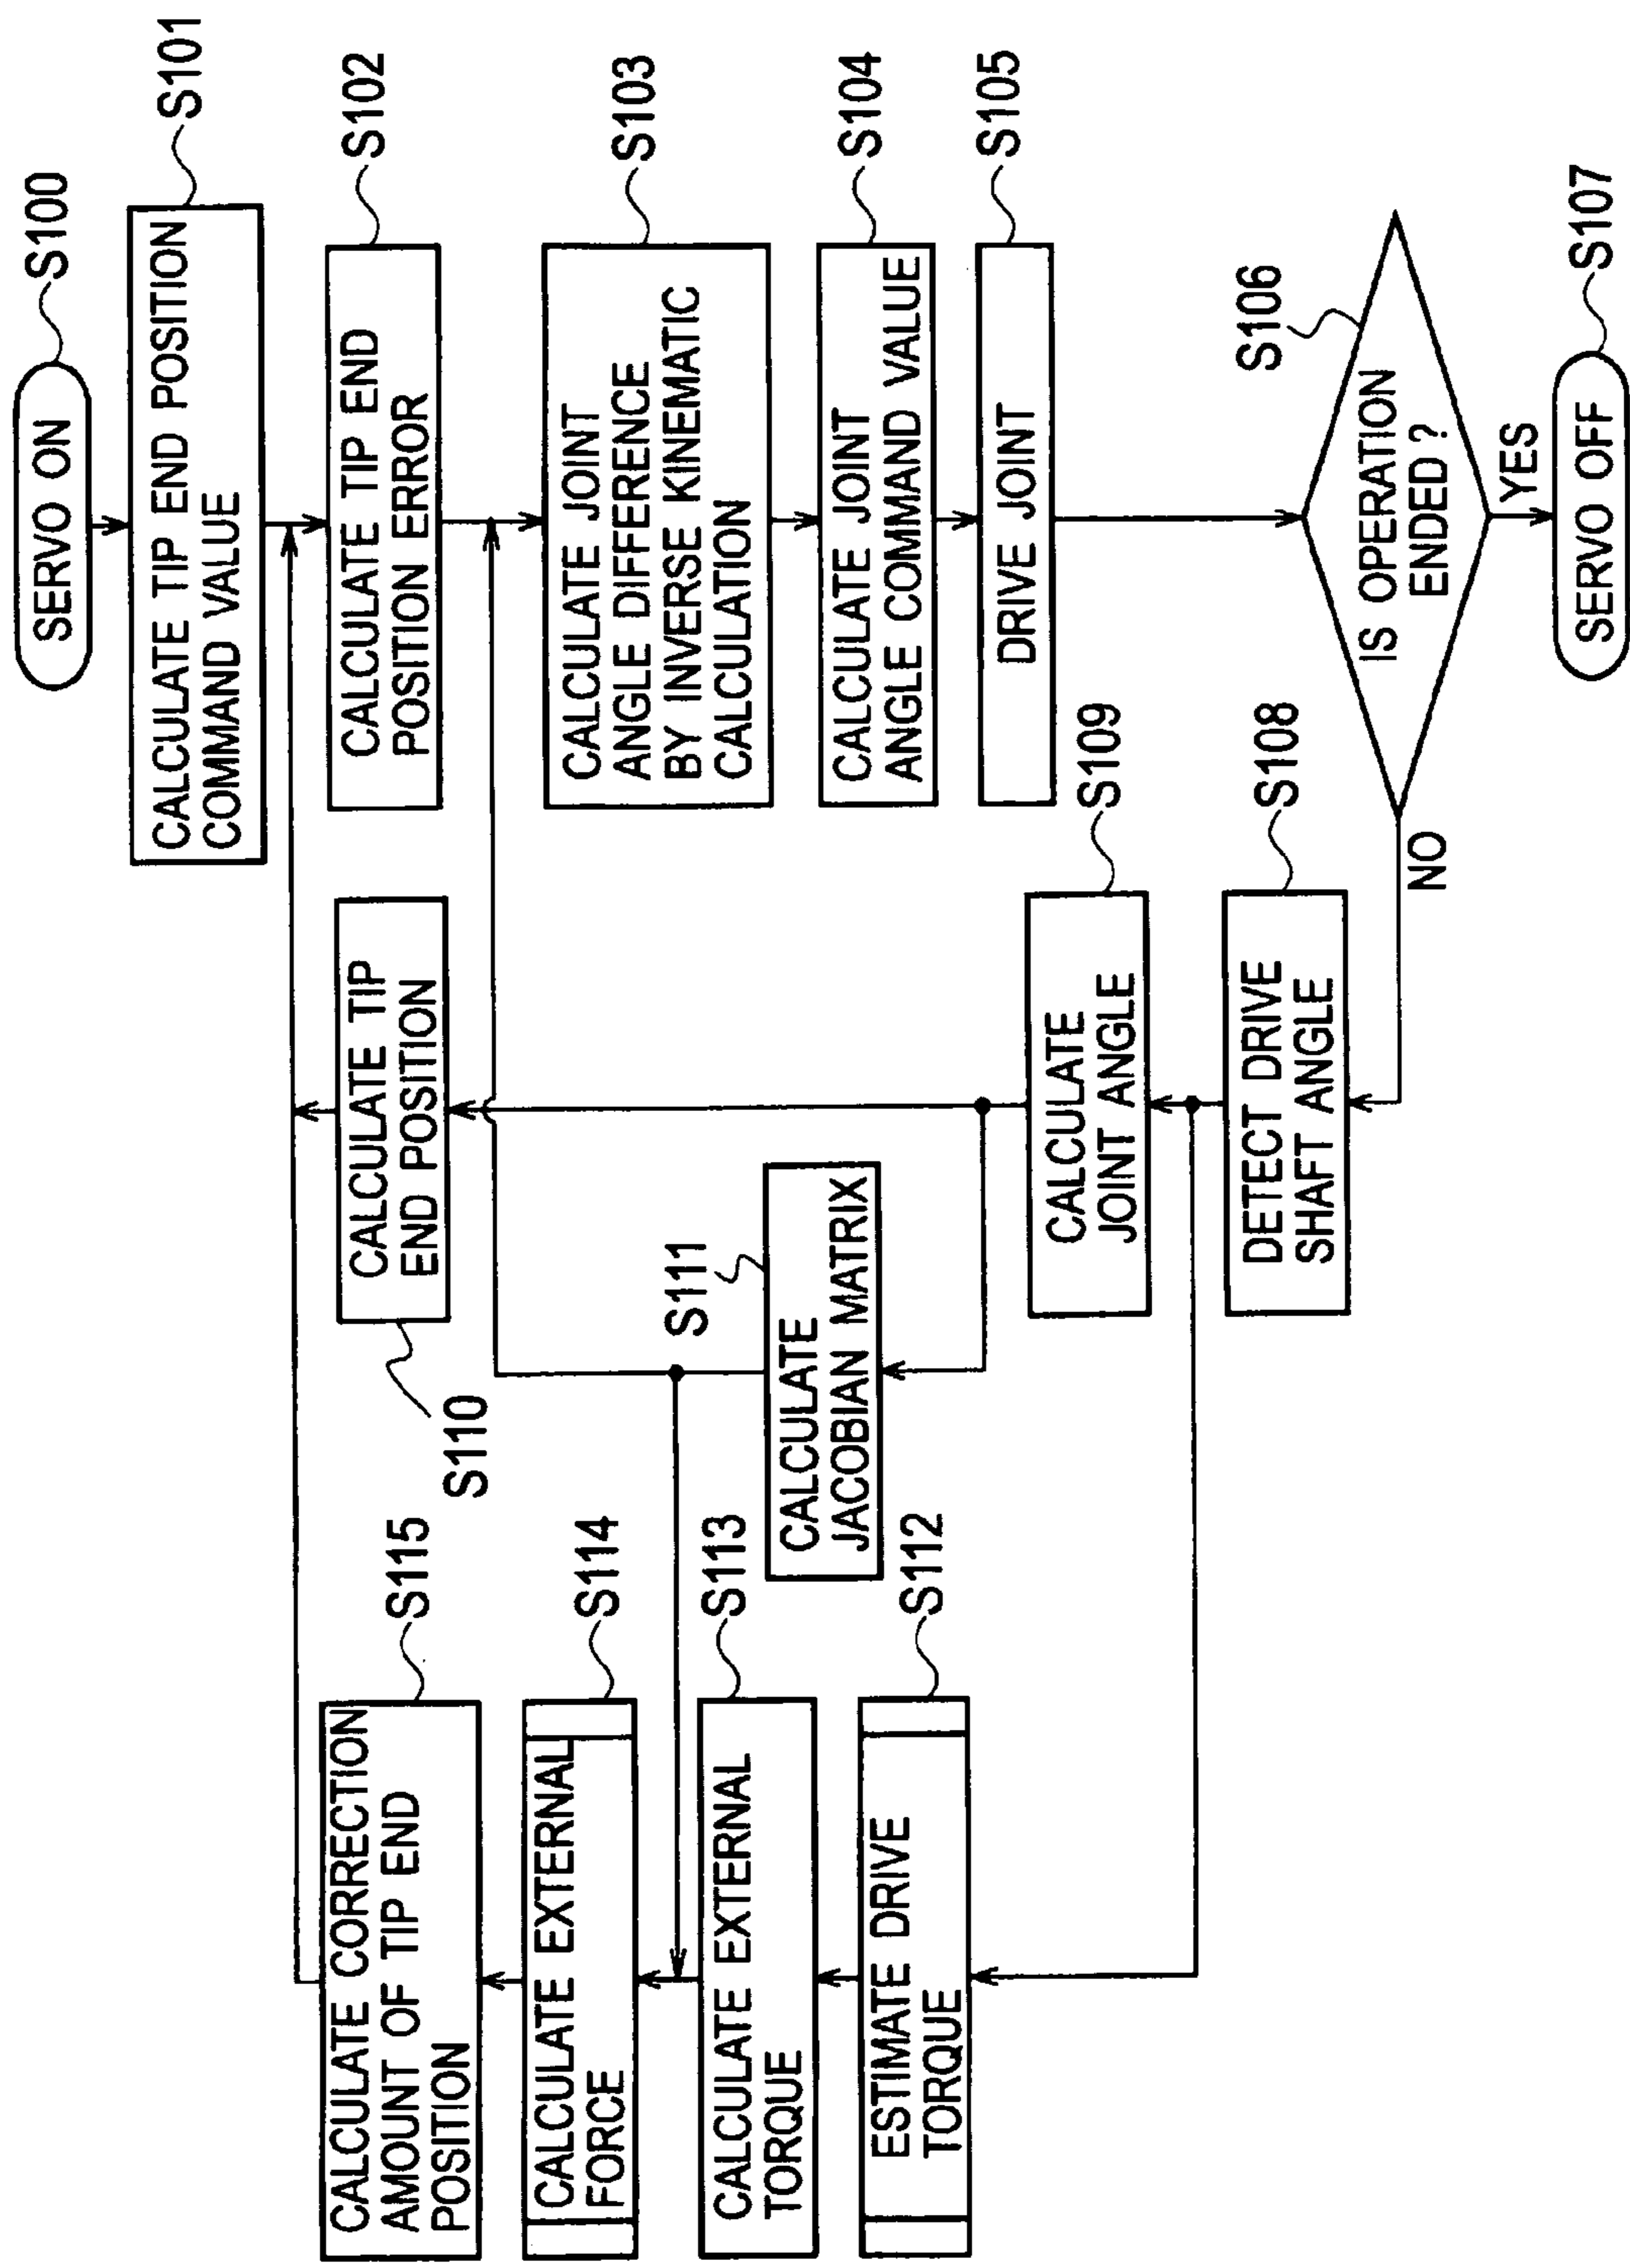 SERVO ON
S100
CALCULATE TIP END POSITION
COMMAND VALUE
S101
CALCULATE TIP END
POSITION ERROR
S102
CALCULATE JOINT
ANGLE DIFFERENCE
BY INVERSE KINEMATIC
CALCULATION
S103
CALCULATE JOINT
ANGLE COMMAND VALUE
S104
DRIVE JOINT
S105
IS OPERATION
ENDED ?
S106
YES
NO
SERVO OFF
S107
DETECT DRIVE
SHAFT ANGLE
S108
CALCULATE
JOINT ANGLE
S109
CALCULATE TIP
END POSITION
S110
CALCULATE
JACOBIAN MATRIX
S111
ESTIMATE DRIVE
TORQUE
S112
CALCULATE EXTERNAL
TORQUE
S113
CALCULATE EXTERNAL
FORCE
S114
CALCULATE CORRECTION
AMOUNT OF TIP END
POSITION
S115